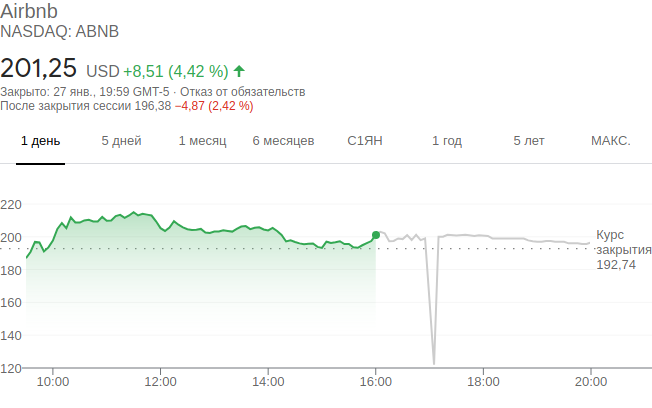 Airbnb
NASDAQ: ABNB
201,25 USD +8,51 (4,42 %) ↑
Закрыто: 27 янв., 19:59 GMT-5 · Отказ от обязательств
После закрытия сессии 196,38 −4,87 (2,42 %)
1 день 5 дней 1 месяц 6 месяцев С1ЯН 1 год 5 лет МАКС.
220
200
180
160
140
120
Курс
закрытия
192,74
10:00 12:00 14:00 16:00 18:00 20:00